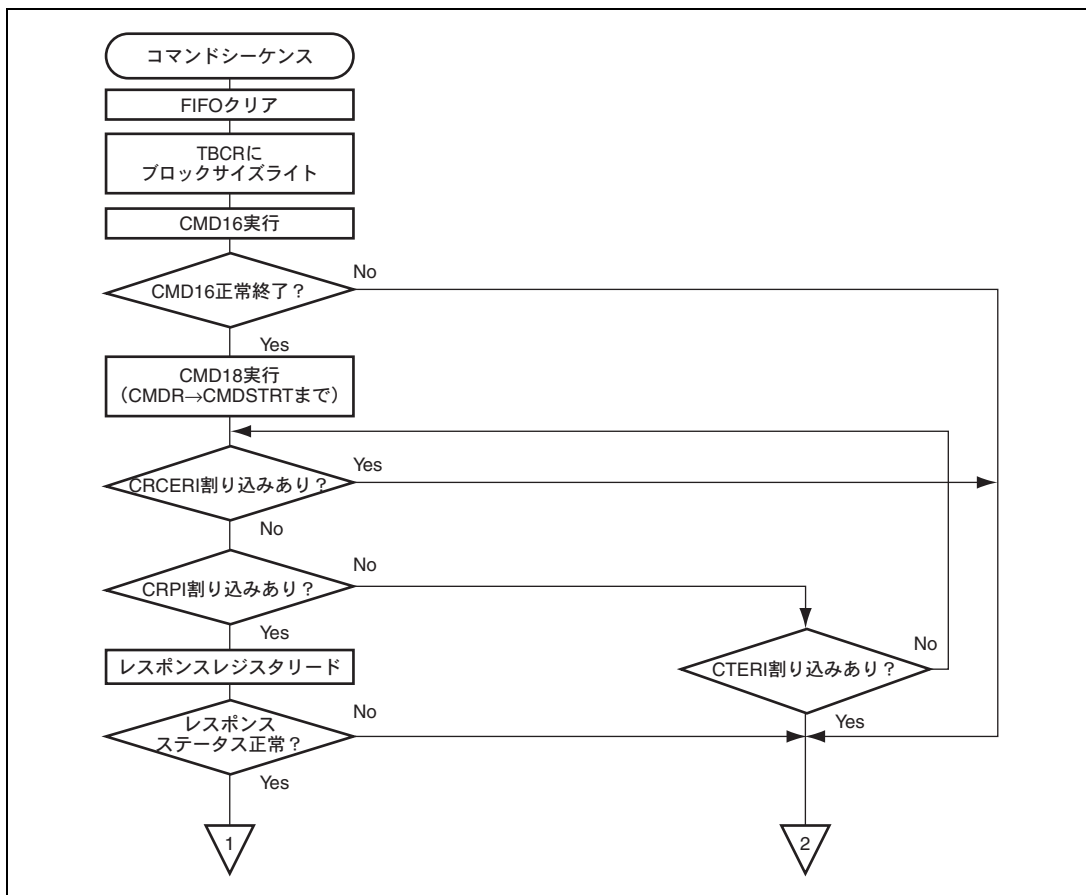 コマンドシーケンス
FIFOクリア
TBCRに
ブロックサイズライト
CMD16実行
CMD16正常終了？
No
Yes
CMD18実行
（CMDR→CMDSTRTまで）
CRCERI割り込みあり？
Yes
No
CRPI割り込みあり？
No
Yes
CTERI割り込みあり？
No
Yes
レスポンスレジスタリード
レスポンス
ステータス正常？
No
Yes
1
2